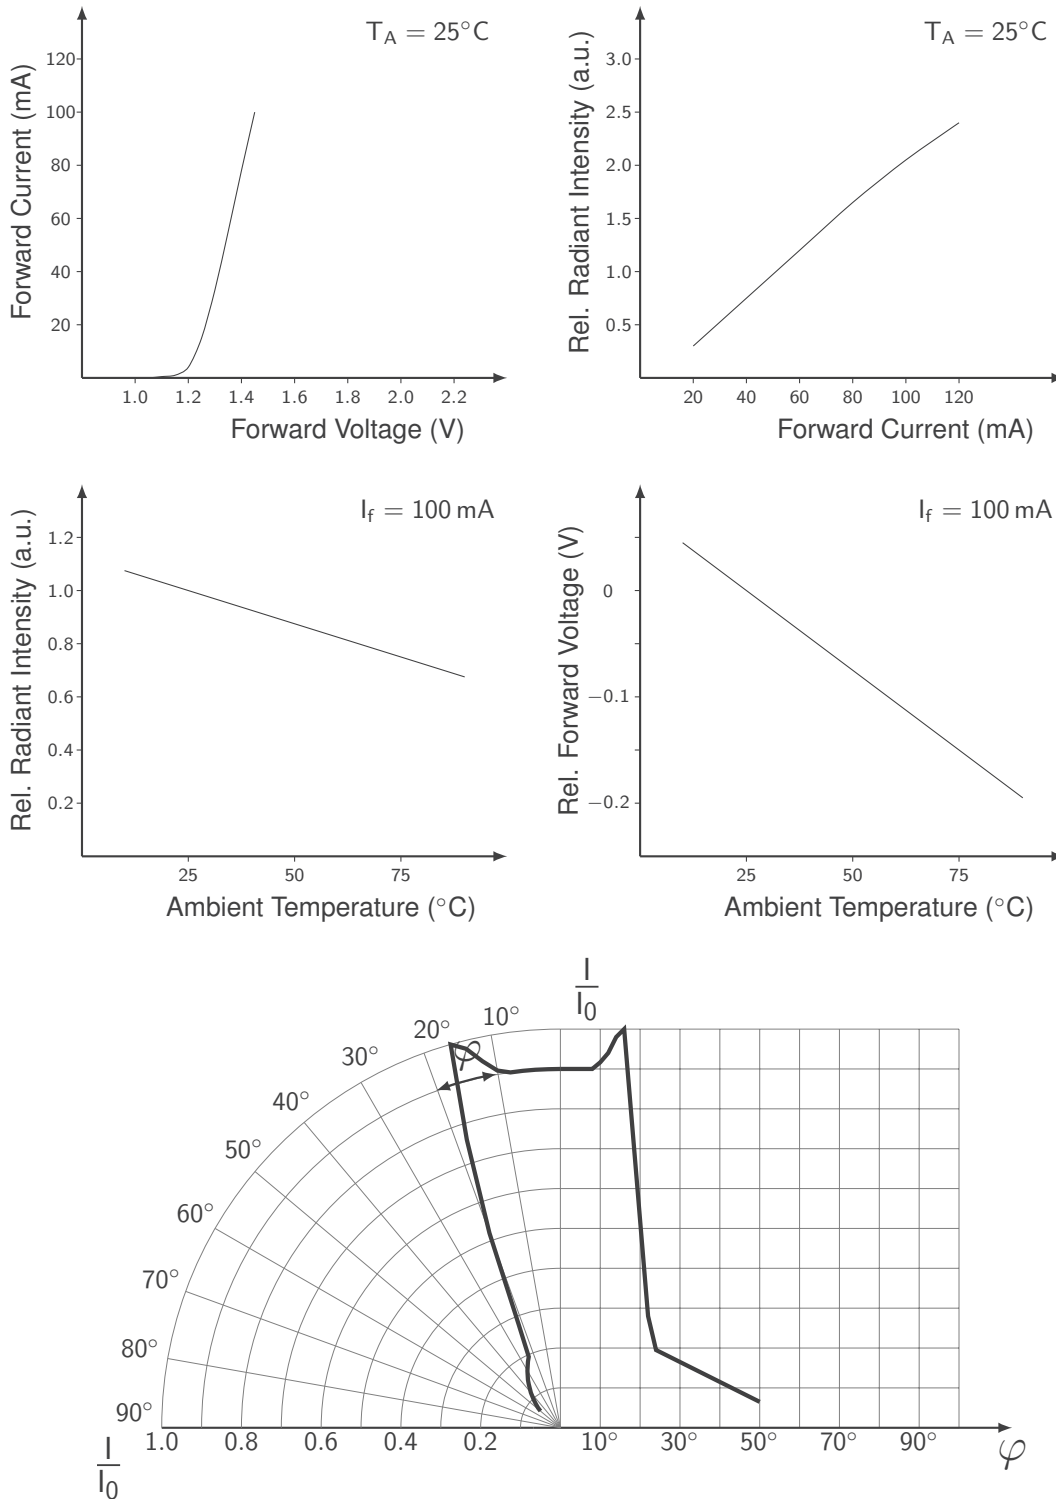 T_A = 25°C
Forward Current (mA)
120
100
80
60
40
20
1.0 1.2 1.4 1.6 1.8 2.0 2.2
Forward Voltage (V)
T_A = 25°C
Rel. Radiant Intensity (a.u.)
3.0
2.5
2.0
1.5
1.0
0.5
20 40 60 80 100 120
Forward Current (mA)
I_f = 100 mA
Rel. Radiant Intensity (a.u.)
1.2
1.0
0.8
0.6
0.4
0.2
25 50 75
Ambient Temperature (°C)
I_f = 100 mA
Rel. Forward Voltage (V)
0
−0.1
−0.2
25 50 75
Ambient Temperature (°C)
I
I_0
10°
20°
φ
30°
40°
50°
60°
70°
80°
90°
1.0 0.8 0.6 0.4 0.2 10° 30° 50° 70° 90° φ
I
I_0